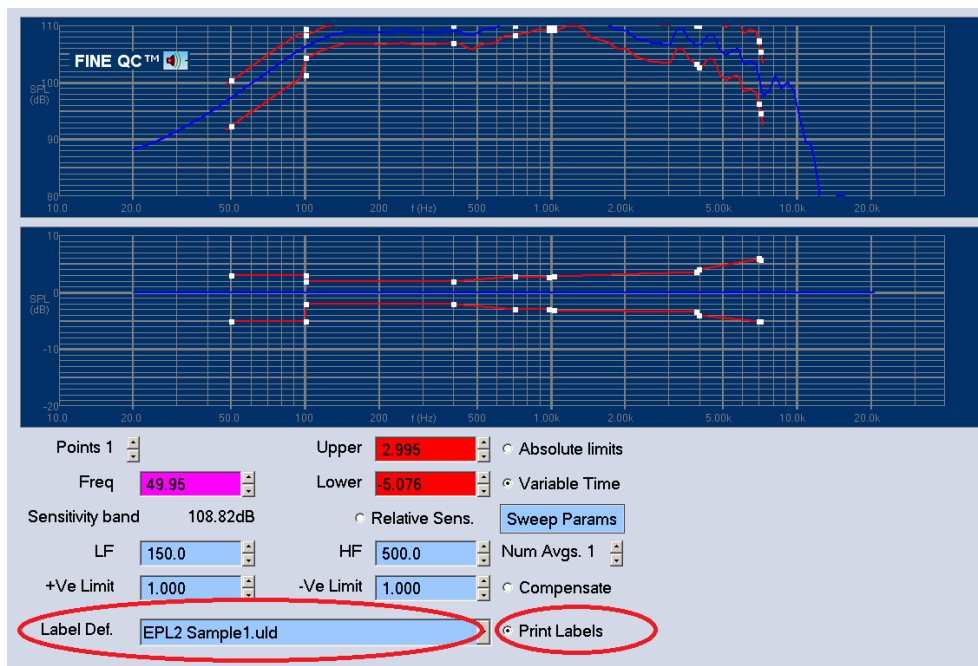 110
FINE QC™
100
SPL
(dB)
90
80
10.0 20.0 50.0 100 200 f (Hz) 500 1.00k 2.00k 5.00k 10.0k 20.0k
10
0
SPL
(dB)
-10
-20
10.0 20.0 50.0 100 200 f (Hz) 500 1.00k 2.00k 5.00k 10.0k 20.0k
Points 1 Upper 2.995 Absolute limits
Freq 49.95 Lower -5.076 Variable Time
Sensitivity band 108.82dB Relative Sens. Sweep Params
LF 150.0 HF 500.0 Num Avgs. 1
+Ve Limit 1.000 -Ve Limit 1.000 Compensate
Label Def. EPL2 Sample1.uld Print Labels